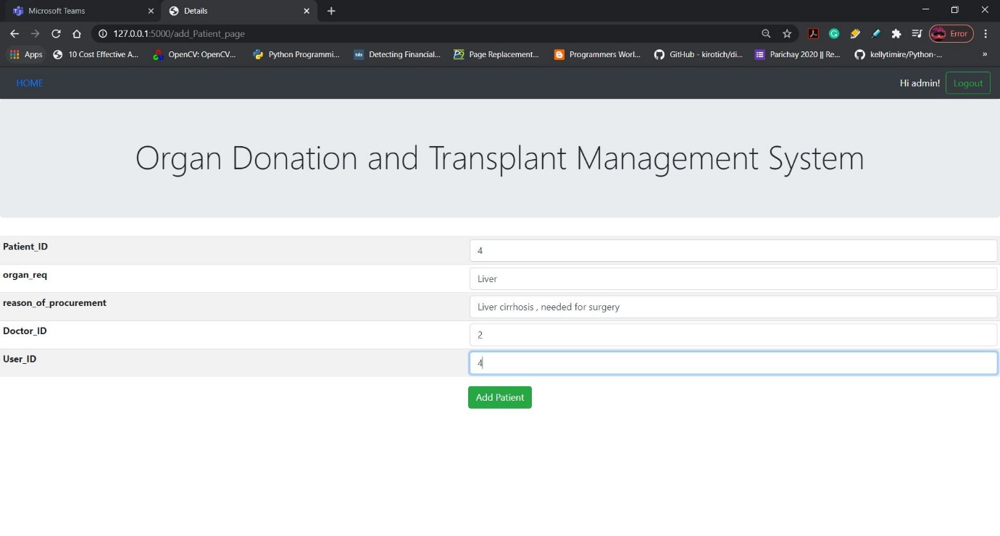 Microsoft Teams Details
127.0.0.1:5000/add_Patient_page Error
Apps 10 Cost Effective A... OpenCV: OpenCV... Python Programmi... tds Detecting Financial... Page Replacement... Programmers Worl... GitHub - kirotich/di... Parichay 2020 || Re... kellytimire/Python-... »
HOME Hi admin! Logout
Organ Donation and Transplant Management System
Patient_ID 4
organ_req Liver
reason_of_procurement Liver cirrhosis , needed for surgery
Doctor_ID 2
User_ID 4
Add Patient